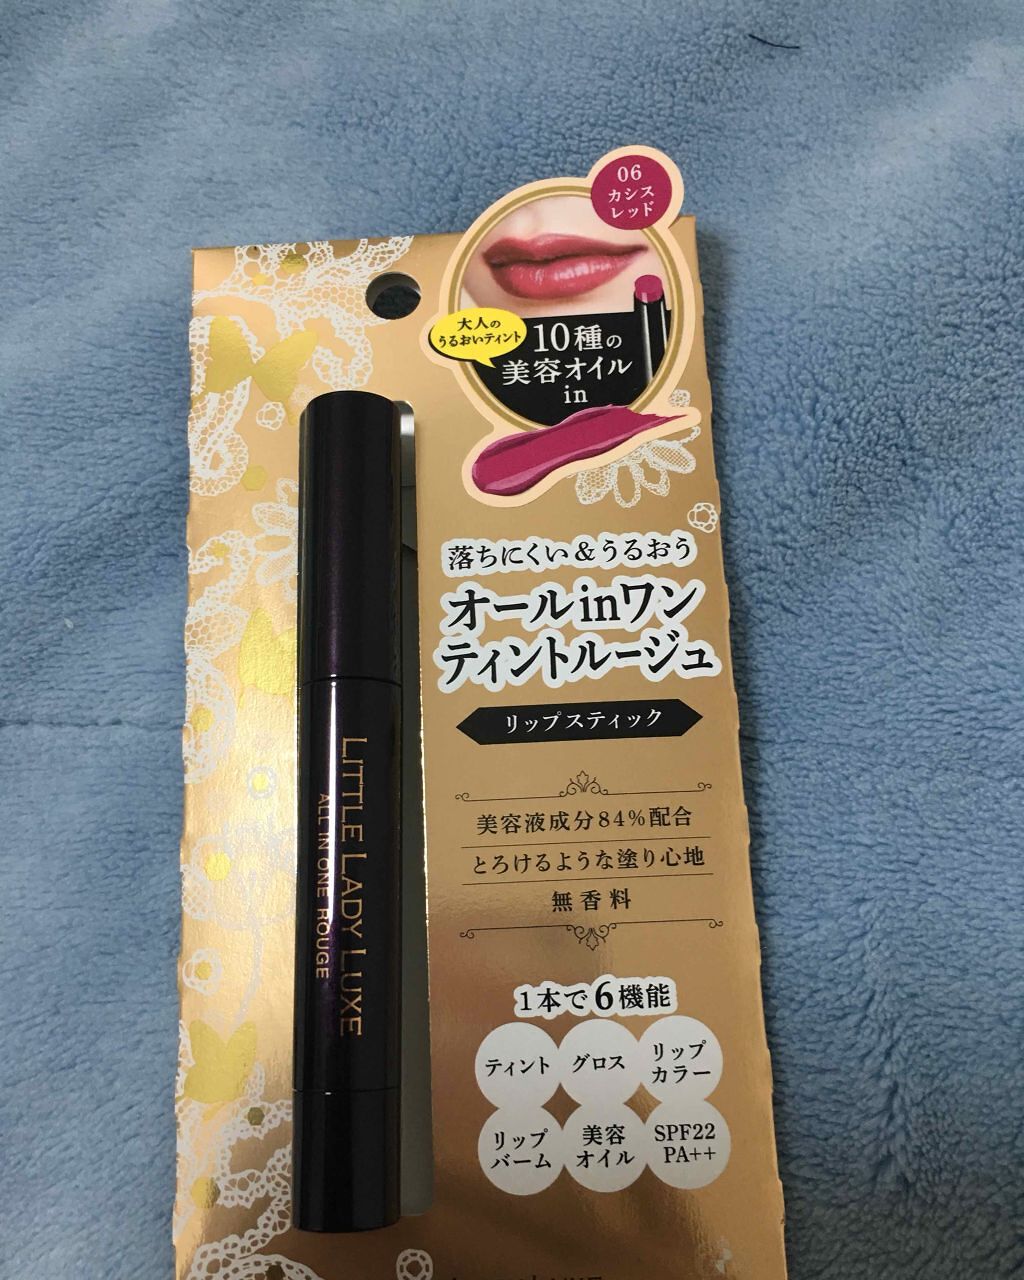 06
カシス
レッド
大人の
うるおいティント
10種の
美容オイル
in
落ちにくい&うるおう
オールinワン
ティントルージュ
リップスティック
美容液成分84%配合
とろけるような塗り心地
無香料
1本で6機能
ティント
グロス
リップ
カラー
リップ
バーム
美容
オイル
SPF22
PA++
LITTLE LADY LUXE
ALL IN ONE ROUGE